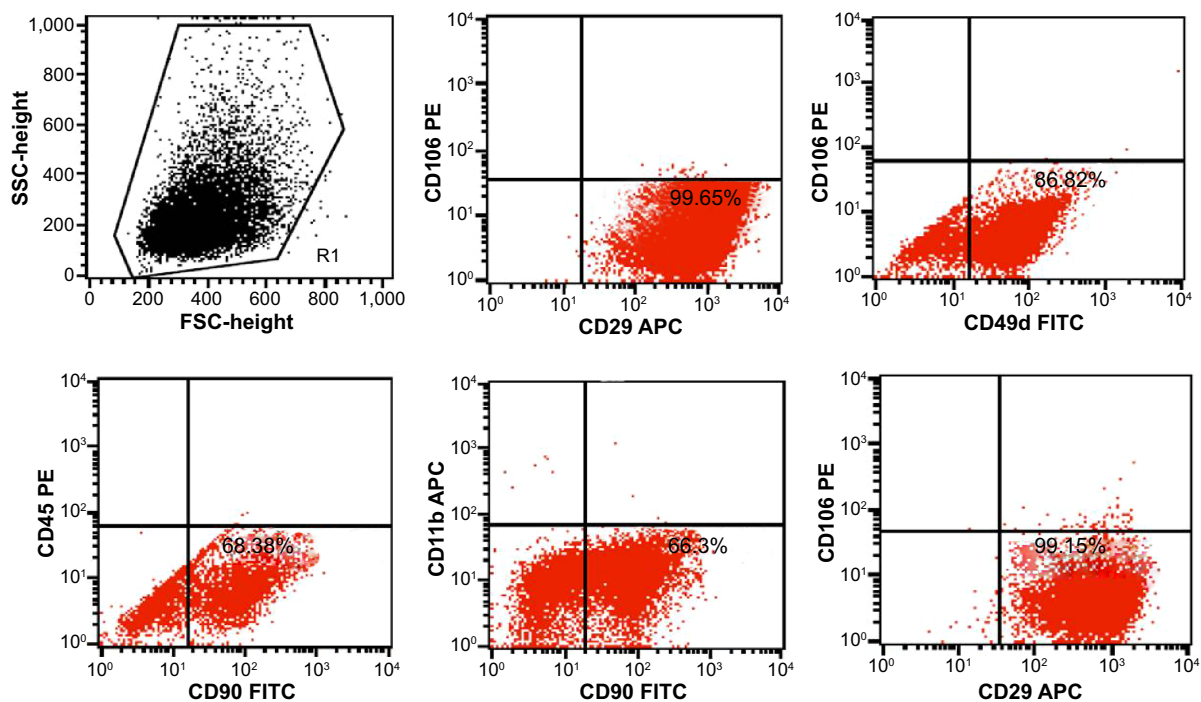 1,000
800
600
400
200
0
SSC-height
R1
0 200 400 600 800 1,000
FSC-height
10⁴
10³
10²
10¹
10⁰
CD106 PE
99.65%
10⁰ 10¹ 10² 10³ 10⁴
CD29 APC
10⁴
10³
10²
10¹
10⁰
CD106 PE
86.82%
10⁰ 10¹ 10² 10³ 10⁴
CD49d FITC
10⁴
10³
10²
10¹
10⁰
CD45 PE
68.38%
10⁰ 10¹ 10² 10³ 10⁴
CD90 FITC
10⁴
10³
10²
10¹
10⁰
CD11b APC
66.3%
10⁰ 10¹ 10² 10³ 10⁴
CD90 FITC
10⁴
10³
10²
10¹
10⁰
CD106 PE
99.15%
10⁰ 10¹ 10² 10³ 10⁴
CD29 APC